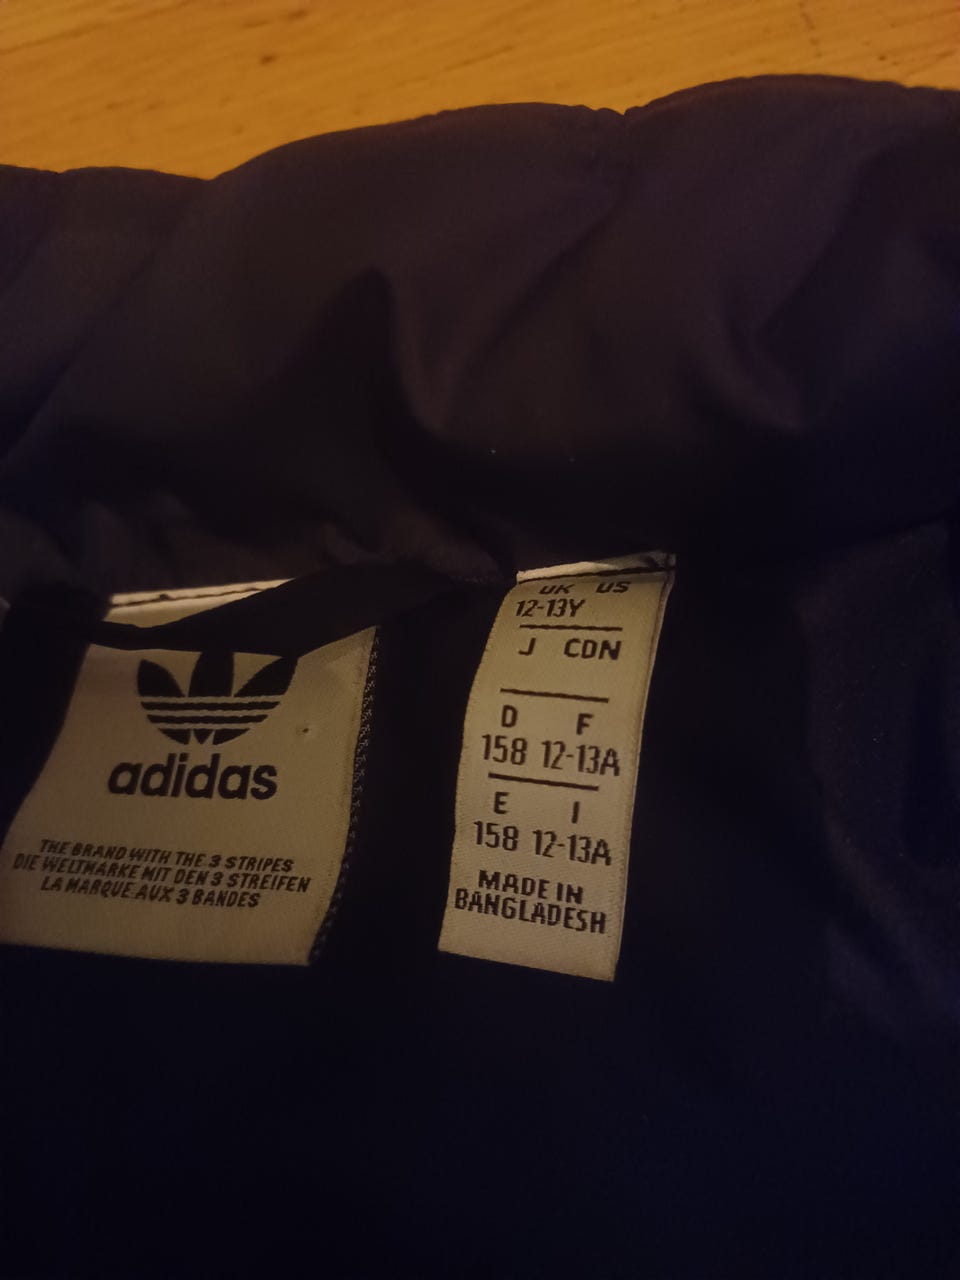 adidas
THE BRAND WITH THE 3 STRIPES
DIE WELTMARKE MIT DEN 3 STREIFEN
LA MARQUE AUX 3 BANDES
UK US
12-13Y
J CDN
D F
158 12-13A
E I
158 12-13A
MADE IN
BANGLADESH